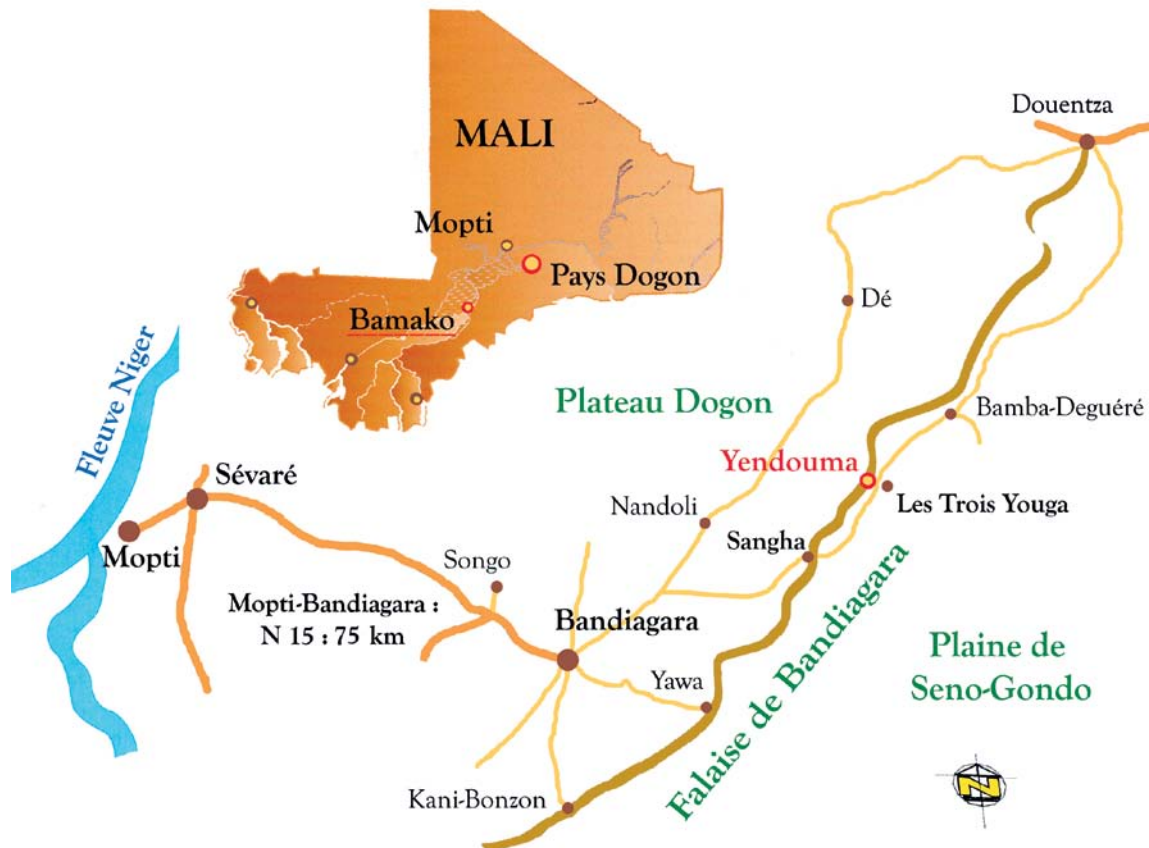 Douentza
MALI
Mopti
Pays Dogon
Dé
Bamako
Fleuve Niger
Plateau Dogon
Bamba-Deguéré
Yendouma
Sévaré
Les Trois Youga
Nandoli
Mopti
Sangha
Songo
Mopti-Bandiagara :
N 15 : 75 km
Bandiagara
Falaise de Bandiagara
Plaine de
Seno-Gondo
Yawa
Kani-Bonzon
N